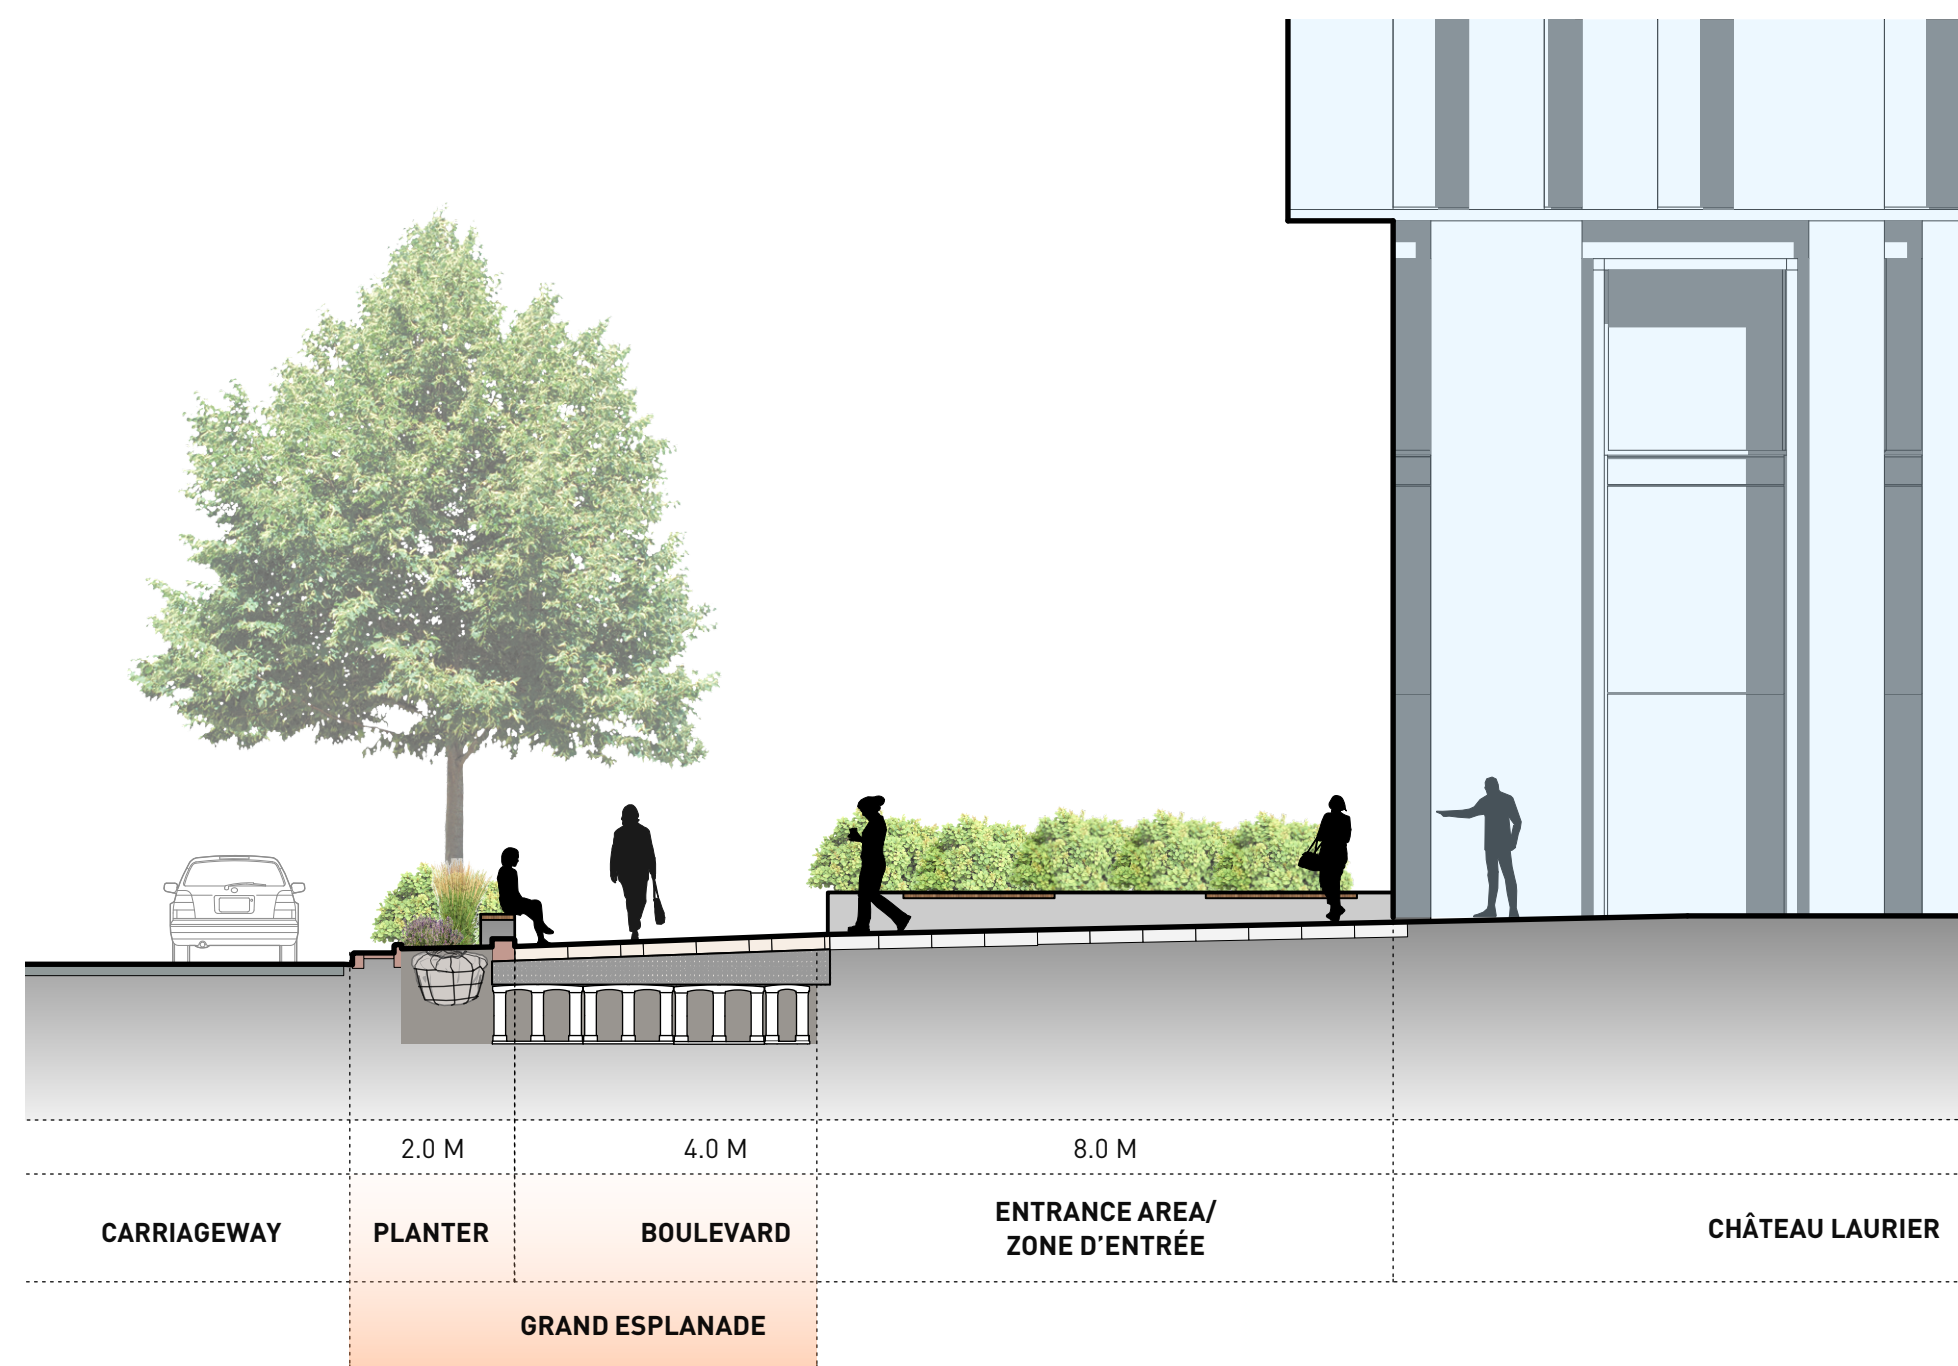 2.0 M
4.0 M
8.0 M
CARRIAGEWAY
PLANTER
BOULEVARD
ENTRANCE AREA/
ZONE D’ENTRÉE
CHÂTEAU LAURIER
GRAND ESPLANADE